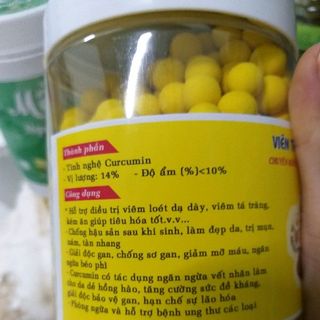 Thành phần
- Tinh nghệ Curcumin
- Vị lượng: 14% - Độ ẩm (%)<10%
Công dụng
* Hỗ trợ điều trị viêm loét dạ dày, viêm tá tràng,
kém ăn giúp tiêu hóa tốt.v.v...
- Chống hậu sản sau khi sinh, làm đẹp da, trị mụn,
nám, tàn nhang
- Giải độc gan, chống sơ gan, giảm mỡ máu, ngăn
ngừa béo phì
- Curcumin có tác dụng ngăn ngừa vết nhăn làm
cho da dẻ hồng hào, tăng cường sức đề kháng,
giải độc bảo vệ gan, hạn chế sự lão hóa
- Phòng ngừa và hỗ trợ bệnh ung thư các loại
VIÊN